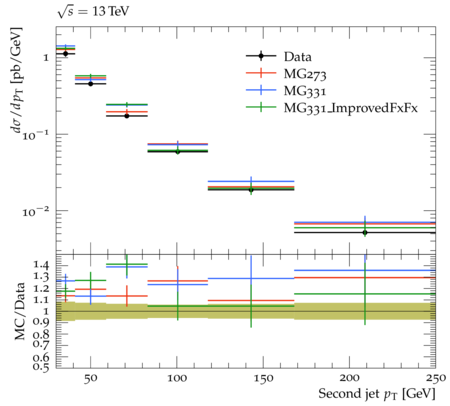 √s = 13 TeV
dσ/dp_T [pb/GeV]
1
10⁻¹
10⁻²
Data
MG273
MG331
MG331_ImprovedFxFx
MC/Data
1.4
1.3
1.2
1.1
1
0.9
0.8
0.7
0.6
0.5
50 100 150 200 250
Second jet p_T [GeV]